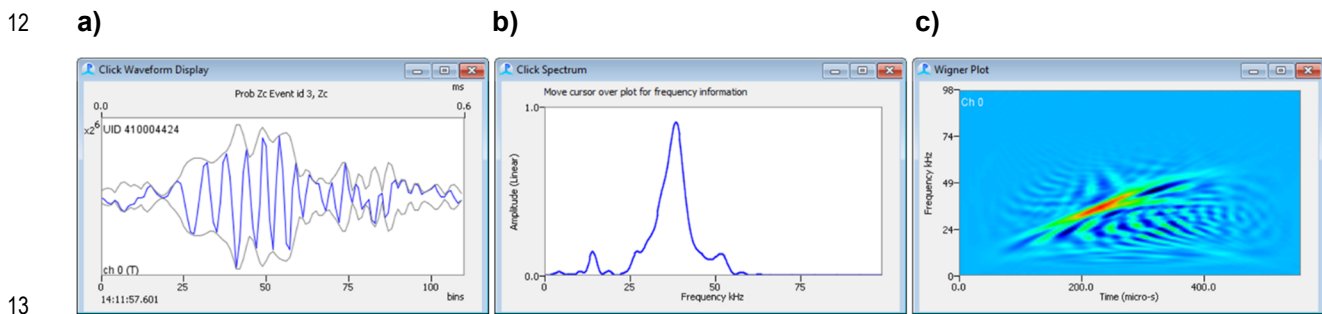 12 a) b) c)
Click Waveform Display
Prob Zc Event id 3, Zc
ms
0.0 0.6
x2⁶ UID 410004424
ch 0 (T)
0 25 50 75 100
14:11:57.601 bins
Click Spectrum
Move cursor over plot for frequency information
1.0
Amplitude (Linear)
0.0
0 25 50 75
Frequency kHz
Wigner Plot
98
Ch 0
74
Frequency kHz
49
24
0
0.0 200.0 400.0
Time (micro-s)
13